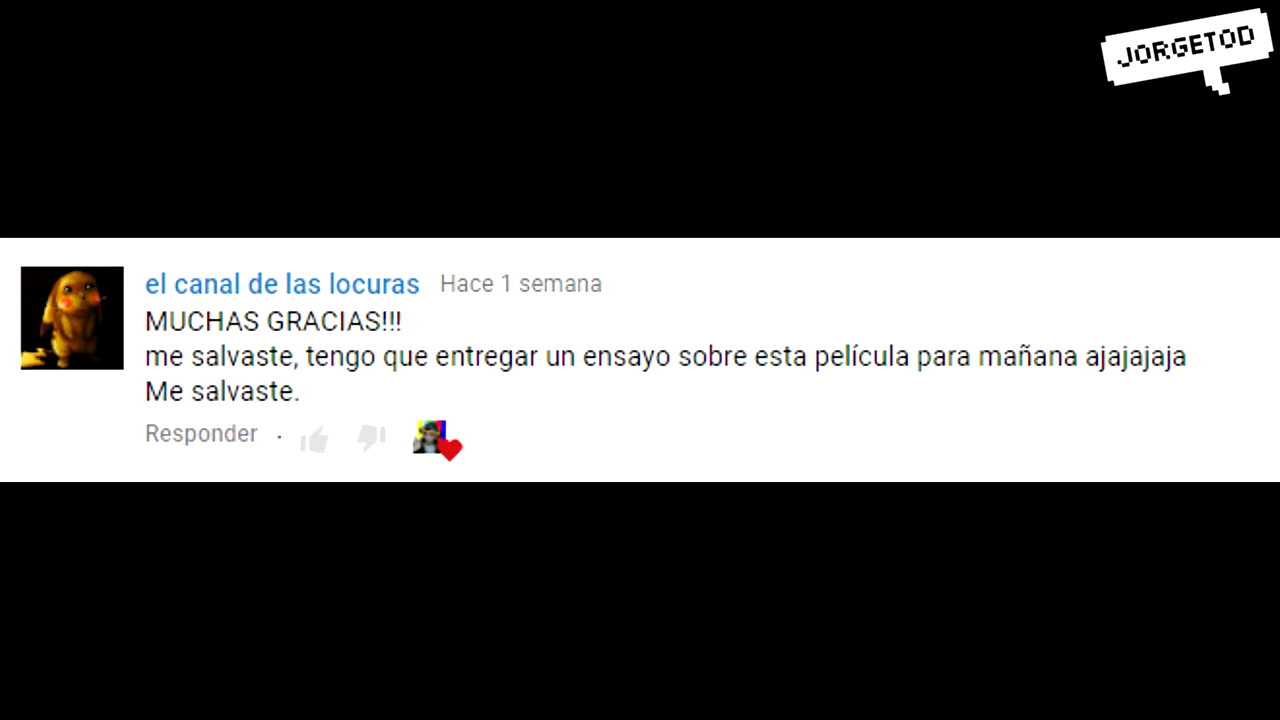 JORGETOD
el canal de las locuras Hace 1 semana
MUCHAS GRACIAS!!!
me salvaste, tengo que entregar un ensayo sobre esta película para mañana ajajajaja
Me salvaste.
Responder ·